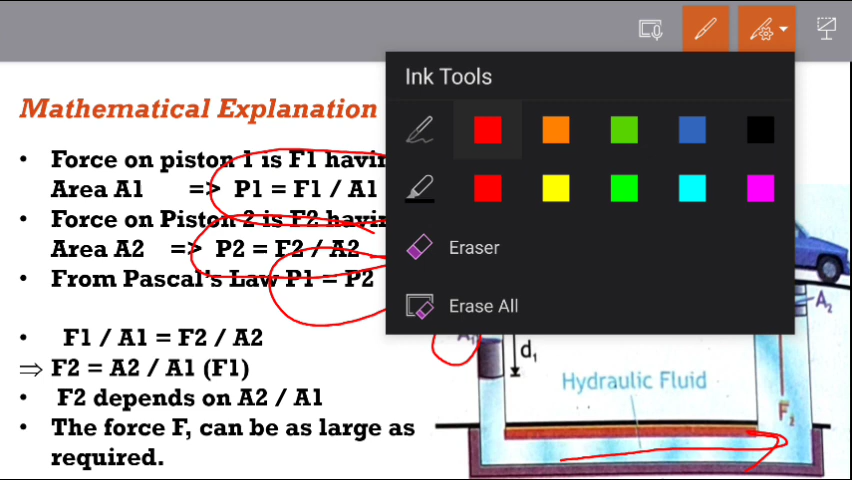 Ink Tools
Eraser
Erase All
Mathematical Explanation
• Force on piston 1 is F1
Area A1 => P1 = F1 / A1
• Force on Piston 2 is F2
Area A2 => P2 = F2 / A2
• From Pascal's Law P1 = P2
• F1 / A1 = F2 / A2
⇒ F2 = A2 / A1 (F1)
• F2 depends on A2 / A1
• The force F, can be as large as
required.
A₂
A₁
d₁
Hydraulic Fluid
F₂